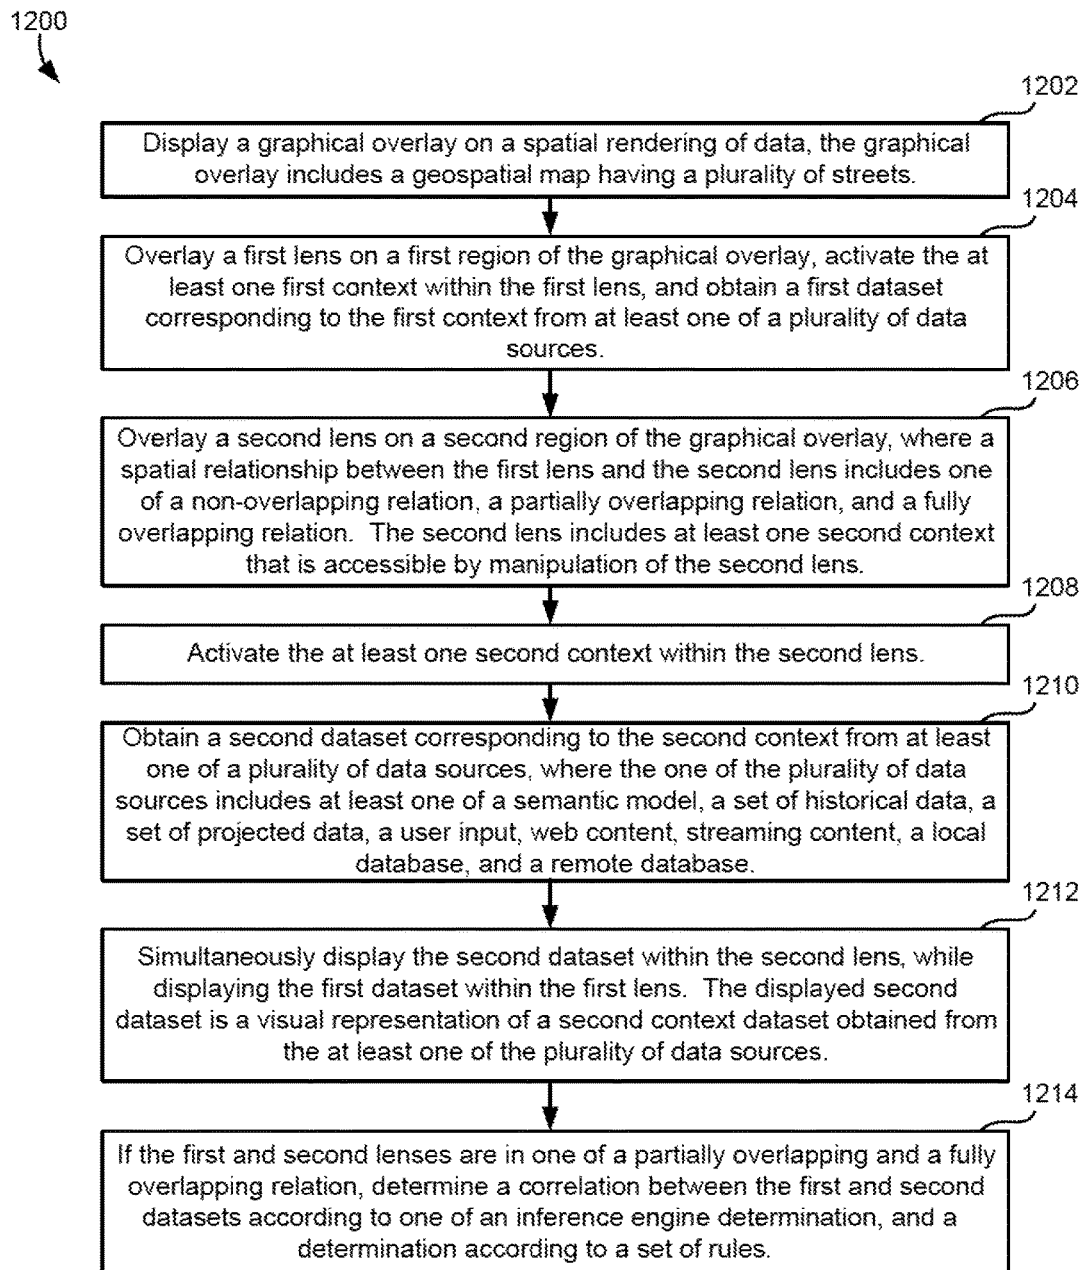 1200
1202
Display a graphical overlay on a spatial rendering of data, the graphical
overlay includes a geospatial map having a plurality of streets.
1204
Overlay a first lens on a first region of the graphical overlay, activate the at
least one first context within the first lens, and obtain a first dataset
corresponding to the first context from at least one of a plurality of data
sources.
1206
Overlay a second lens on a second region of the graphical overlay, where a
spatial relationship between the first lens and the second lens includes one
of a non-overlapping relation, a partially overlapping relation, and a fully
overlapping relation.  The second lens includes at least one second context
that is accessible by manipulation of the second lens.
1208
Activate the at least one second context within the second lens.
1210
Obtain a second dataset corresponding to the second context from at least
one of a plurality of data sources, where the one of the plurality of data
sources includes at least one of a semantic model, a set of historical data, a
set of projected data, a user input, web content, streaming content, a local
database, and a remote database.
1212
Simultaneously display the second dataset within the second lens, while
displaying the first dataset within the first lens.  The displayed second
dataset is a visual representation of a second context dataset obtained from
the at least one of the plurality of data sources.
1214
If the first and second lenses are in one of a partially overlapping and a fully
overlapping relation, determine a correlation between the first and second
datasets according to one of an inference engine determination, and a
determination according to a set of rules.